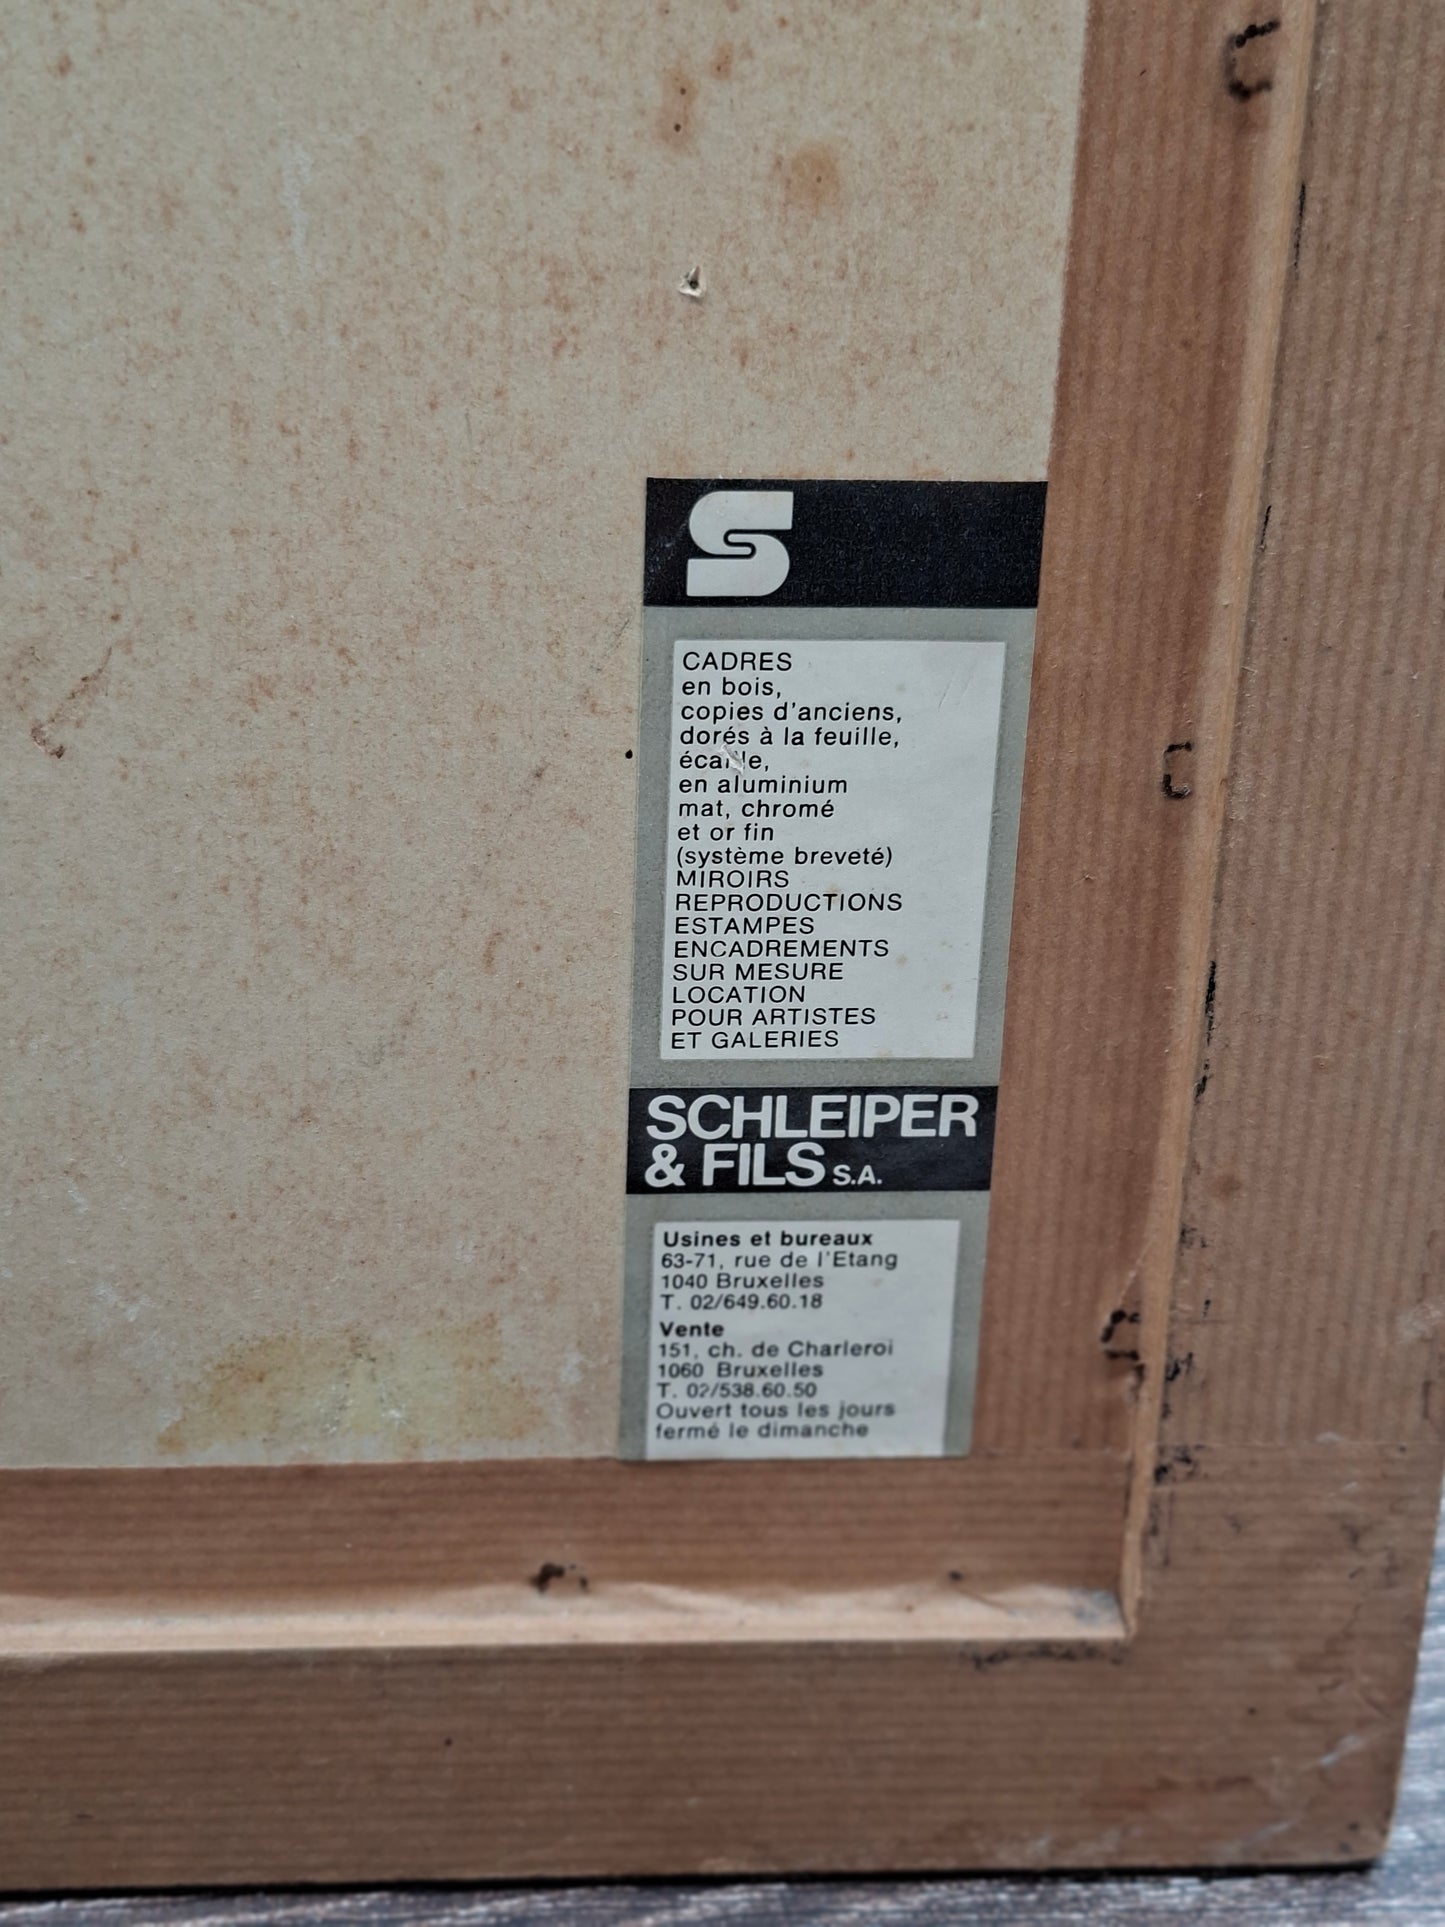 S
CADRES
en bois,
copies d'anciens,
dorés à la feuille,
écaille,
en aluminium
mat, chromé
et or fin
(système breveté)
MIROIRS
REPRODUCTIONS
ESTAMPES
ENCADREMENTS
SUR MESURE
LOCATION
POUR ARTISTES
ET GALERIES
SCHLEIPER
& FILS S.A.
Usines et bureaux
63-71, rue de l'Etang
1040 Bruxelles
T. 02/649.60.18
Vente
151, ch. de Charleroi
1060 Bruxelles
T. 02/538.60.50
Ouvert tous les jours
fermé le dimanche